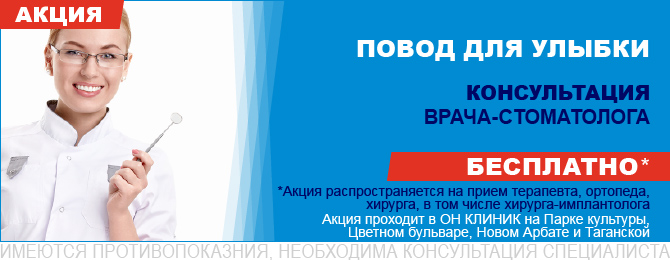 АКЦИЯ
ПОВОД ДЛЯ УЛЫБКИ
КОНСУЛЬТАЦИЯ
ВРАЧА-СТОМАТОЛОГА
БЕСПЛАТНО*
*Акция распространяется на прием терапевта, ортопеда,
хирурга, в том числе хирурга-имплантолога
Акция проходит в ОН КЛИНИК на Парке культуры,
Цветном бульваре, Новом Арбате и Таганской
ИМЕЮТСЯ ПРОТИВОПОКАЗНИЯ, НЕОБХОДИМА КОНСУЛЬТАЦИЯ СПЕЦИАЛИСТА